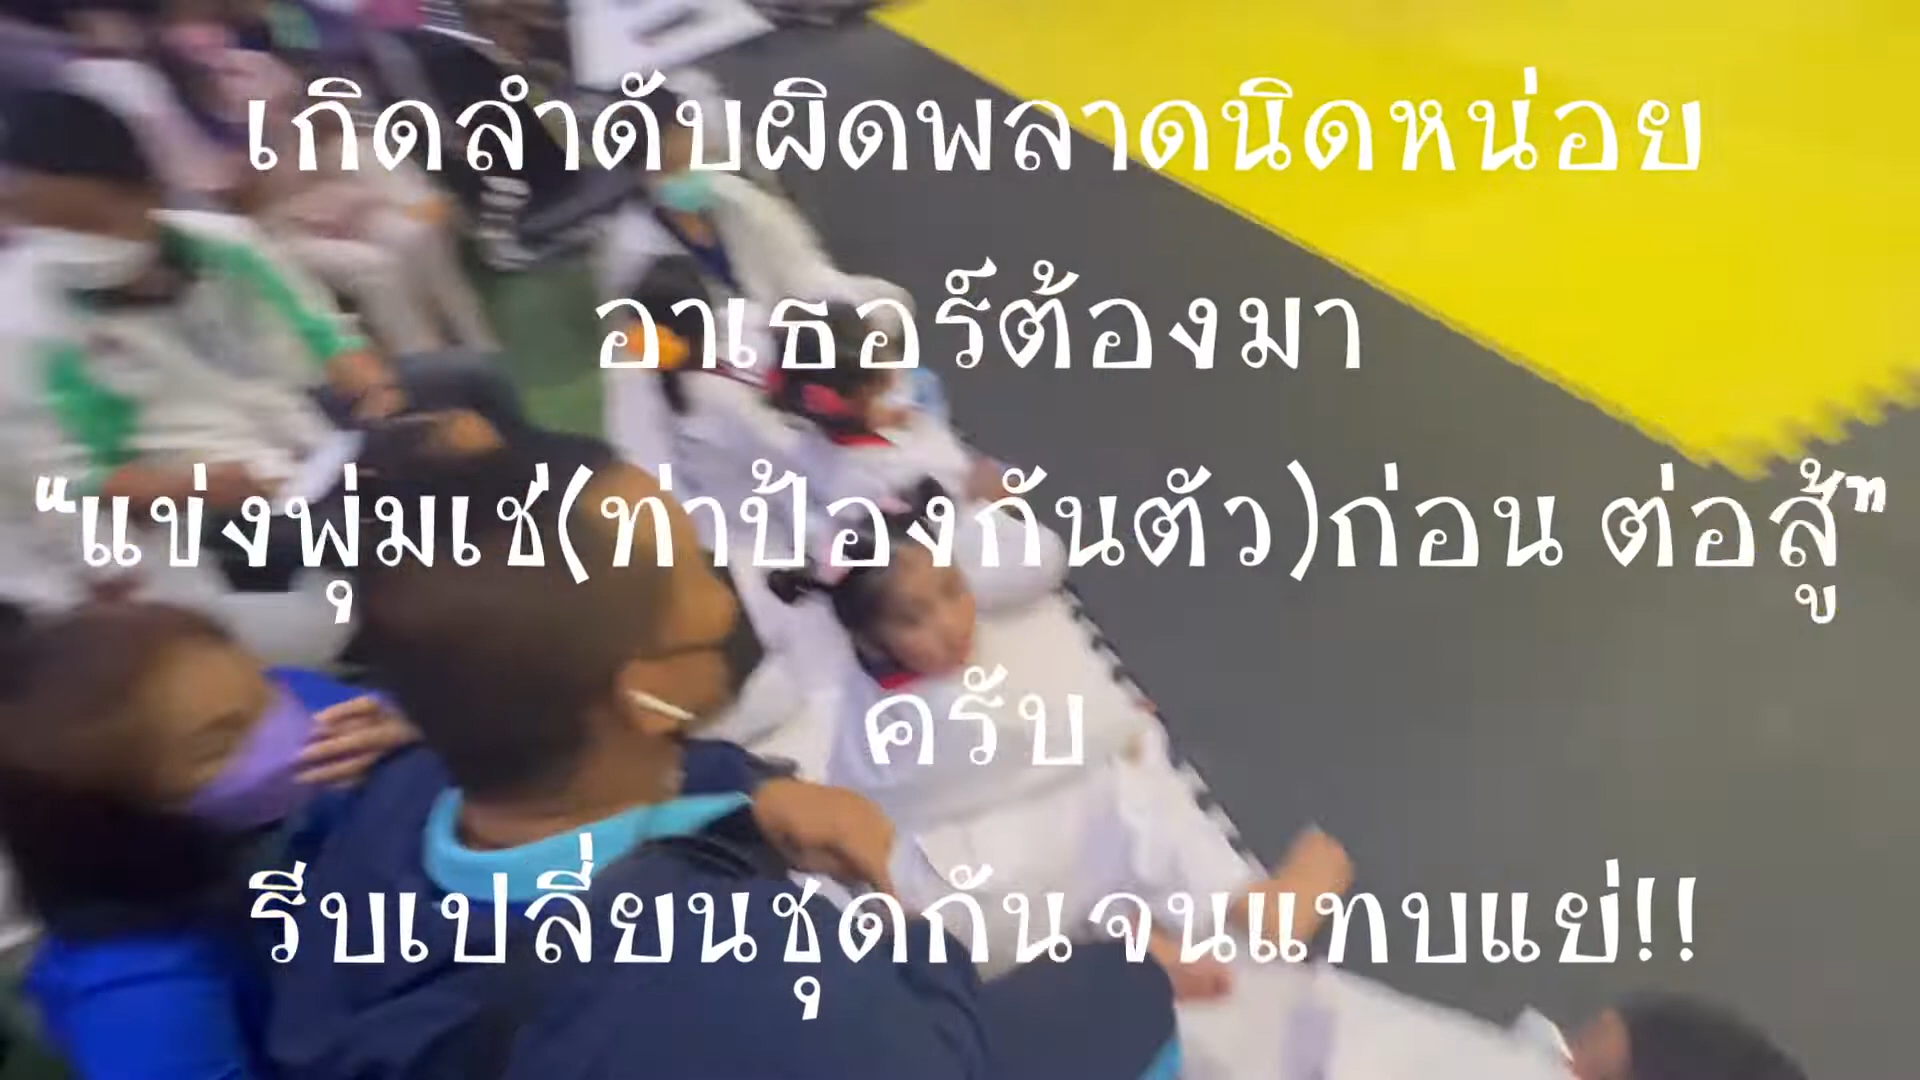 เกิดลำดับผิดพลาดนิดหน่อย
อาเธอร์ต้องมา
"แข่งพุ่มเช่(ท่าป้องกันตัว)ก่อน ต่อสู้"
ครับ
รีบเปลี่ยนชุดกันจนแทบแย่!!